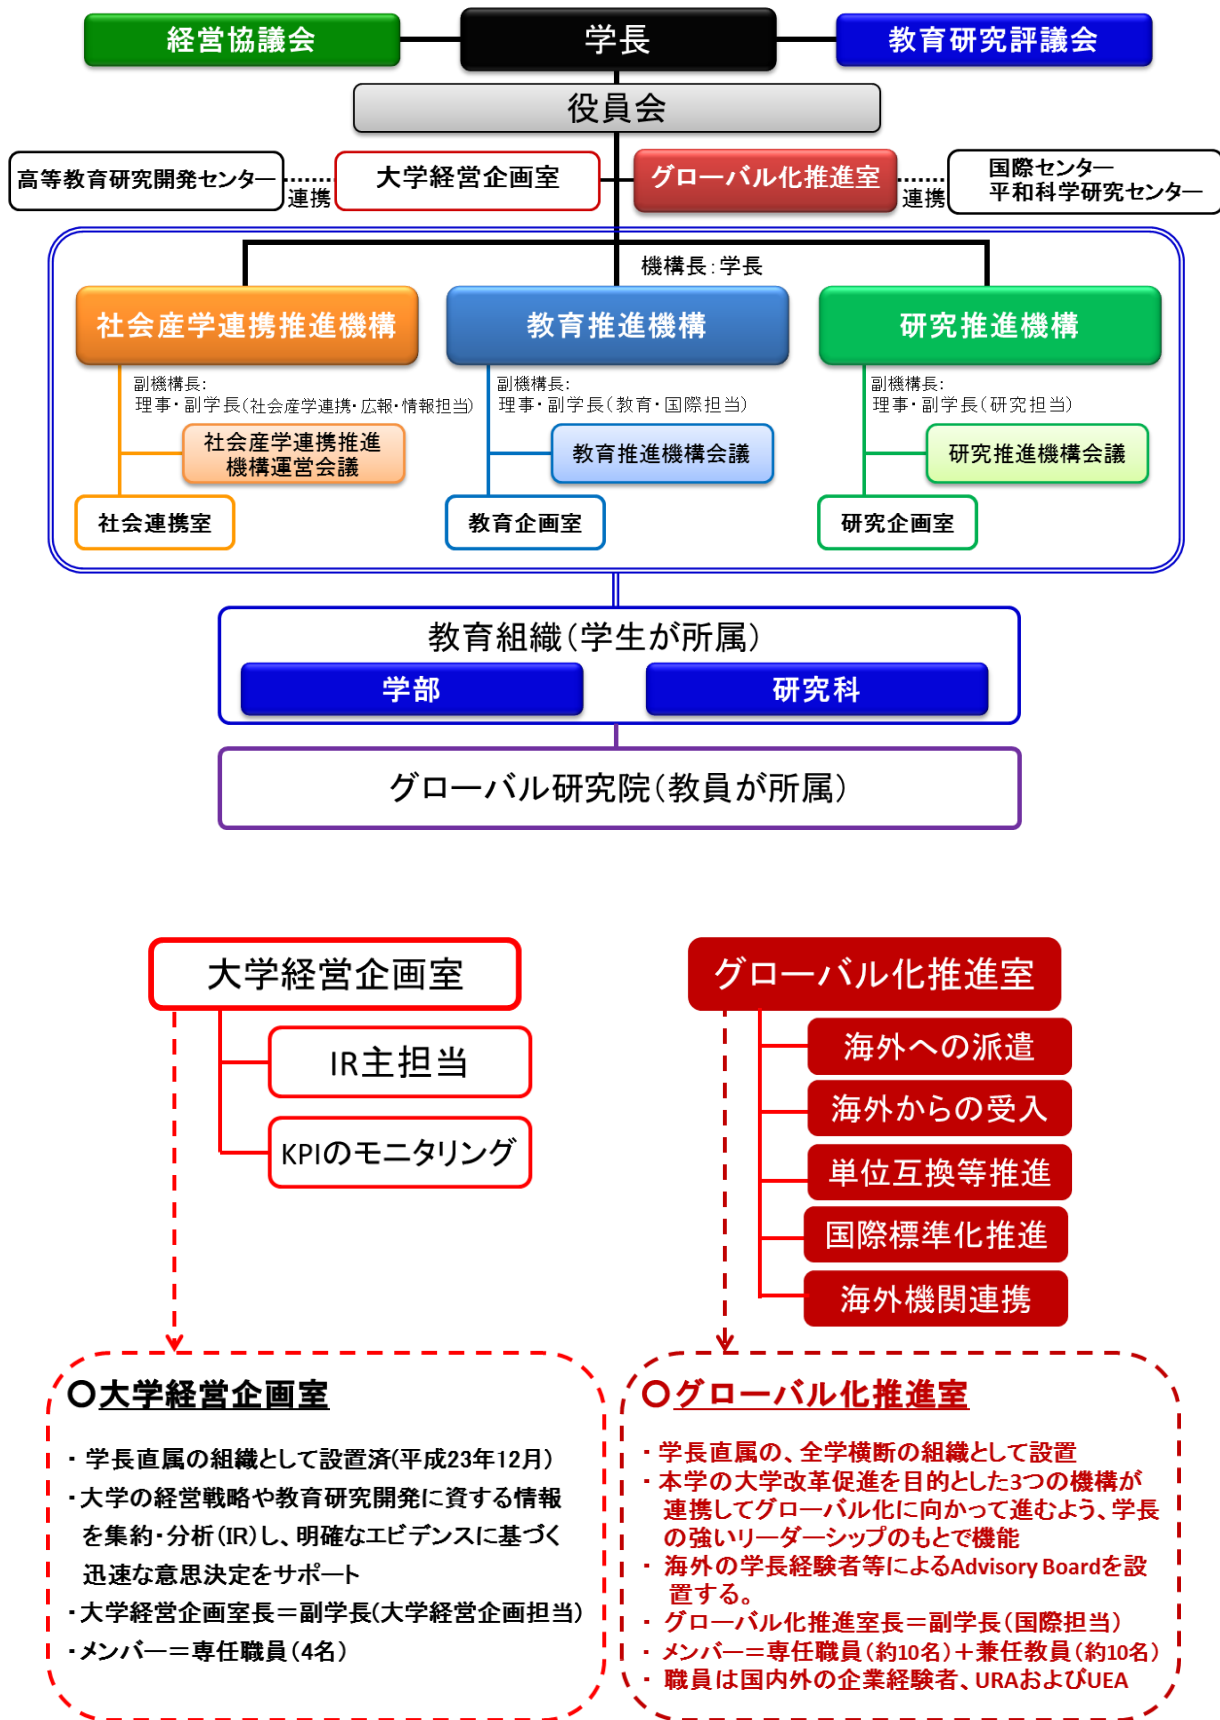 経営協議会
学長
教育研究評議会
役員会
高等教育研究開発センター
連携
大学経営企画室
グローバル化推進室
連携
国際センター
平和科学研究センター
機構長：学長
社会産学連携推進機構
教育推進機構
研究推進機構
副機構長：
理事・副学長（社会産学連携・広報・情報担当）
副機構長：
理事・副学長（教育・国際担当）
副機構長：
理事・副学長（研究担当）
社会産学連携推進
機構運営会議
教育推進機構会議
研究推進機構会議
社会連携室
教育企画室
研究企画室
教育組織（学生が所属）
学部
研究科
グローバル研究院（教員が所属）
大学経営企画室
IR主担当
KPIのモニタリング
グローバル化推進室
海外への派遣
海外からの受入
単位互換等推進
国際標準化推進
海外機関連携
○大学経営企画室
・学長直属の組織として設置済(平成23年12月)
・大学の経営戦略や教育研究開発に資する情報
を集約・分析（IR）し、明確なエビデンスに基づく
迅速な意思決定をサポート
・大学経営企画室長＝副学長（大学経営企画担当）
・メンバー＝専任職員（4名）
○グローバル化推進室
・学長直属の、全学横断の組織として設置
・本学の大学改革促進を目的とした3つの機構が
連携してグローバル化に向かって進むよう、学長
の強いリーダーシップのもとで機能
・海外の学長経験者等によるAdvisory Boardを設
置する。
・グローバル化推進室長＝副学長（国際担当）
・メンバー＝専任職員（約10名）＋兼任教員（約10名）
・職員は国内外の企業経験者、URAおよびUEA